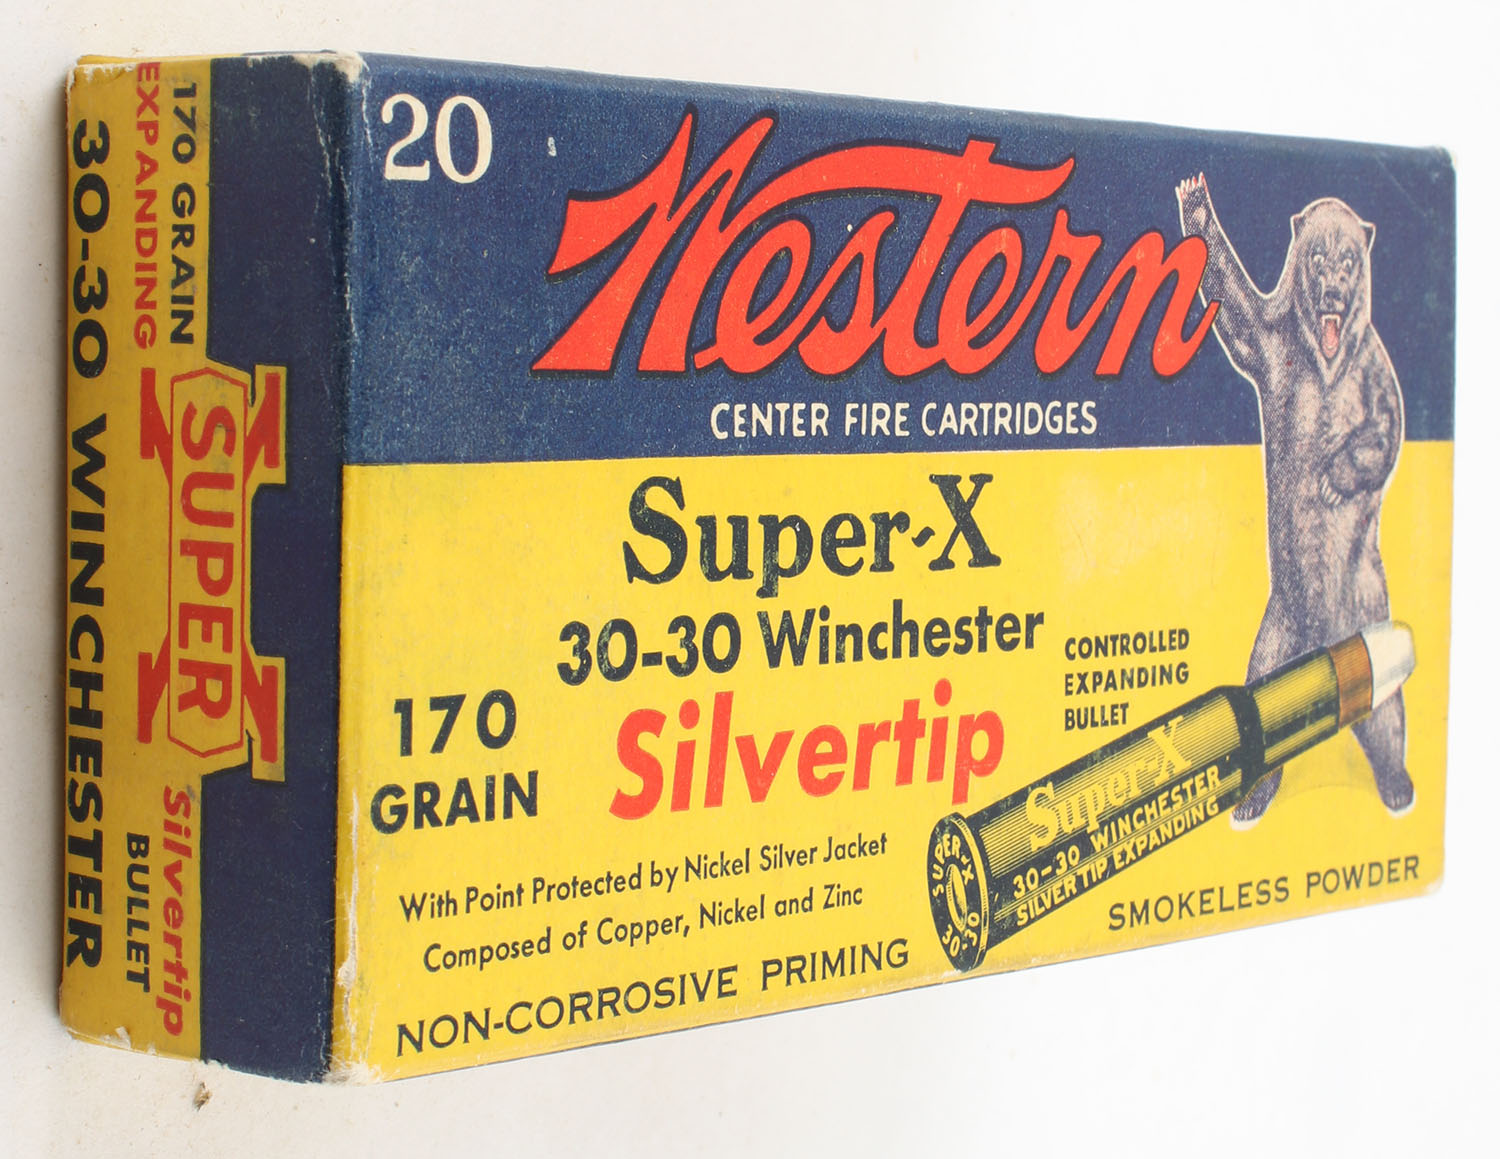 20
Western
CENTER FIRE CARTRIDGES
Super-X
30-30 Winchester
170
GRAIN
Silvertip
CONTROLLED
EXPANDING
BULLET
With Point Protected by Nickel Silver Jacket
Composed of Copper, Nickel and Zinc
NON-CORROSIVE PRIMING
SMOKELESS POWDER
Super-X
30-30 WINCHESTER
SILVERTIP EXPANDING
SUPER-X
30-30
170 GRAIN
EXPANDING
30-30 WINCHESTER
SUPER
X
Silvertip
BULLET